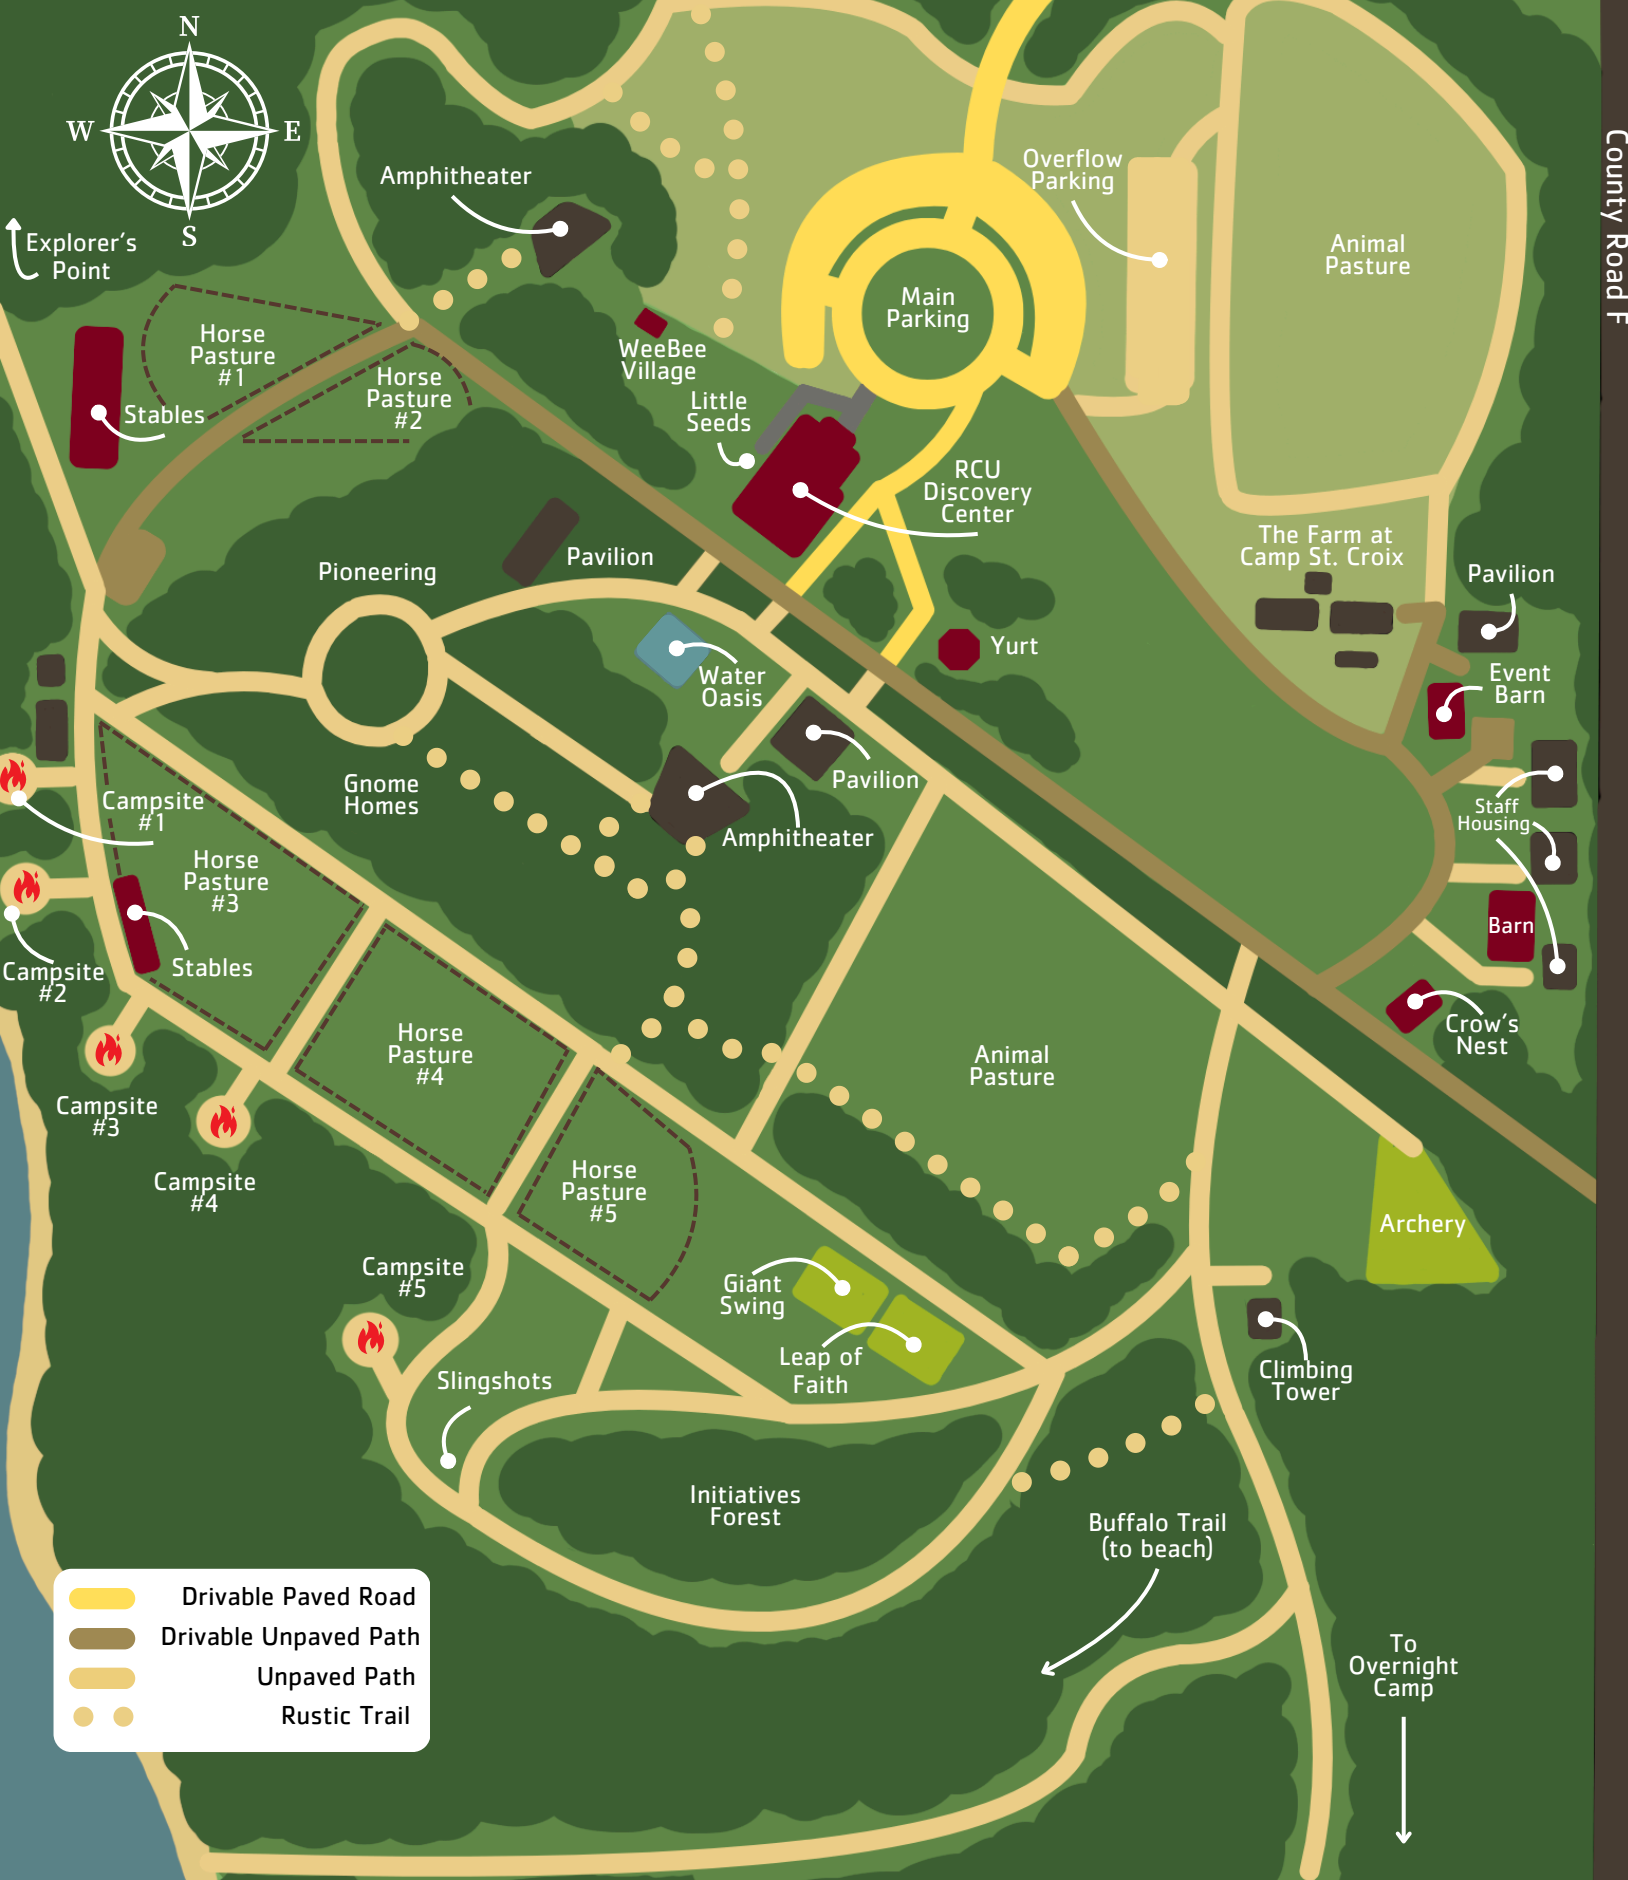 N
W
E
S
Explorer's
Point
Amphitheater
Overflow
Parking
Animal
Pasture
County Road F
Horse
Pasture
#1
Main
Parking
WeeBee
Village
Horse
Pasture
#2
Stables
Little
Seeds
RCU
Discovery
Center
The Farm at
Camp St. Croix
Pavilion
Pavilion
Pioneering
Yurt
Water
Oasis
Event
Barn
Pavilion
Gnome
Homes
Campsite
#1
Staff
Housing
Amphitheater
Horse
Pasture
#3
Barn
Stables
Campsite
#2
Crow's
Nest
Horse
Pasture
#4
Animal
Pasture
Campsite
#3
Campsite
#4
Horse
Pasture
#5
Archery
Campsite
#5
Giant
Swing
Leap of
Faith
Climbing
Tower
Slingshots
Initiatives
Forest
Buffalo Trail
(to beach)
Drivable Paved Road
Drivable Unpaved Path
Unpaved Path
Rustic Trail
To
Overnight
Camp